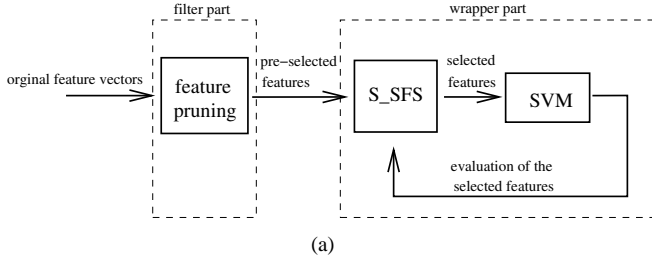 filter part
wrapper part
orginal feature vectors
feature
pruning
pre-selected
features
S_SFS
selected
features
SVM
evaluation of the
selected features
(a)